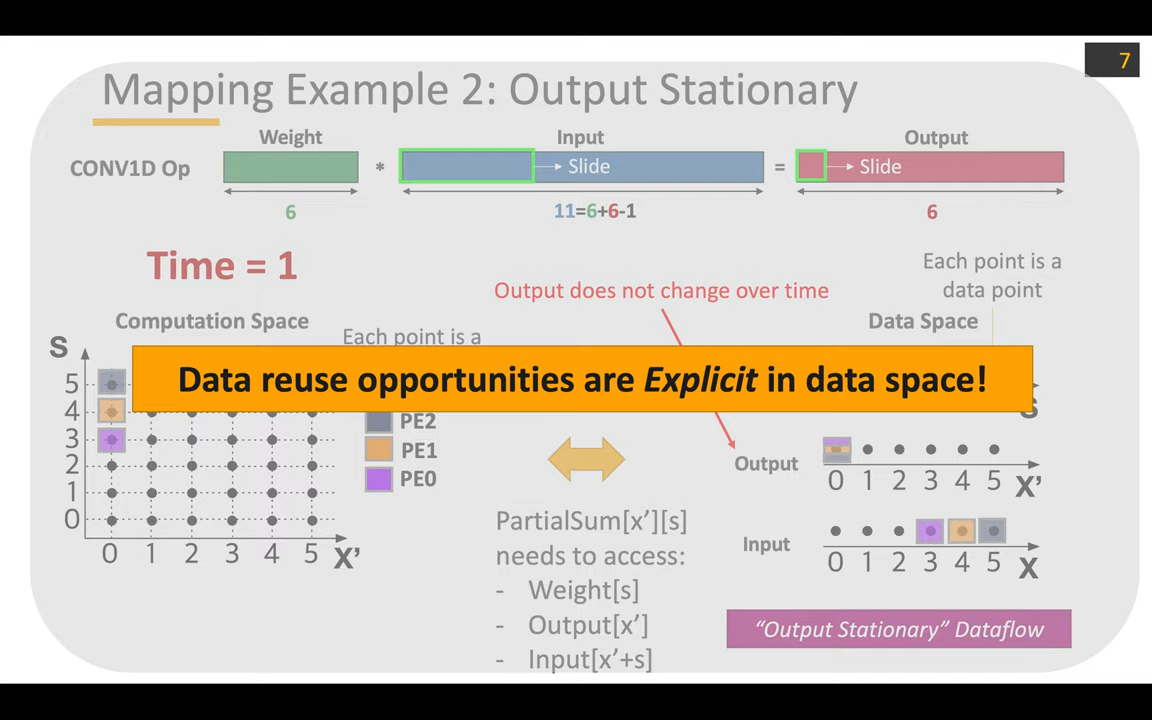 7
Mapping Example 2: Output Stationary
Weight
Input
Output
CONV1D Op
*
Slide
=
Slide
6
11=6+6-1
6
Time = 1
Each point is a
data point
Output does not change over time
Computation Space
Each point is a
Data Space
S
Data reuse opportunities are Explicit in data space!
5
4
3
2
1
0
0 1 2 3 4 5 X'
PE2
PE1
PE0
S
Output
0 1 2 3 4 5 X'
Input
0 1 2 3 4 5 X
PartialSum[x’][s]
needs to access:
- Weight[s]
- Output[x’]
- Input[x’+s]
“Output Stationary” Dataflow